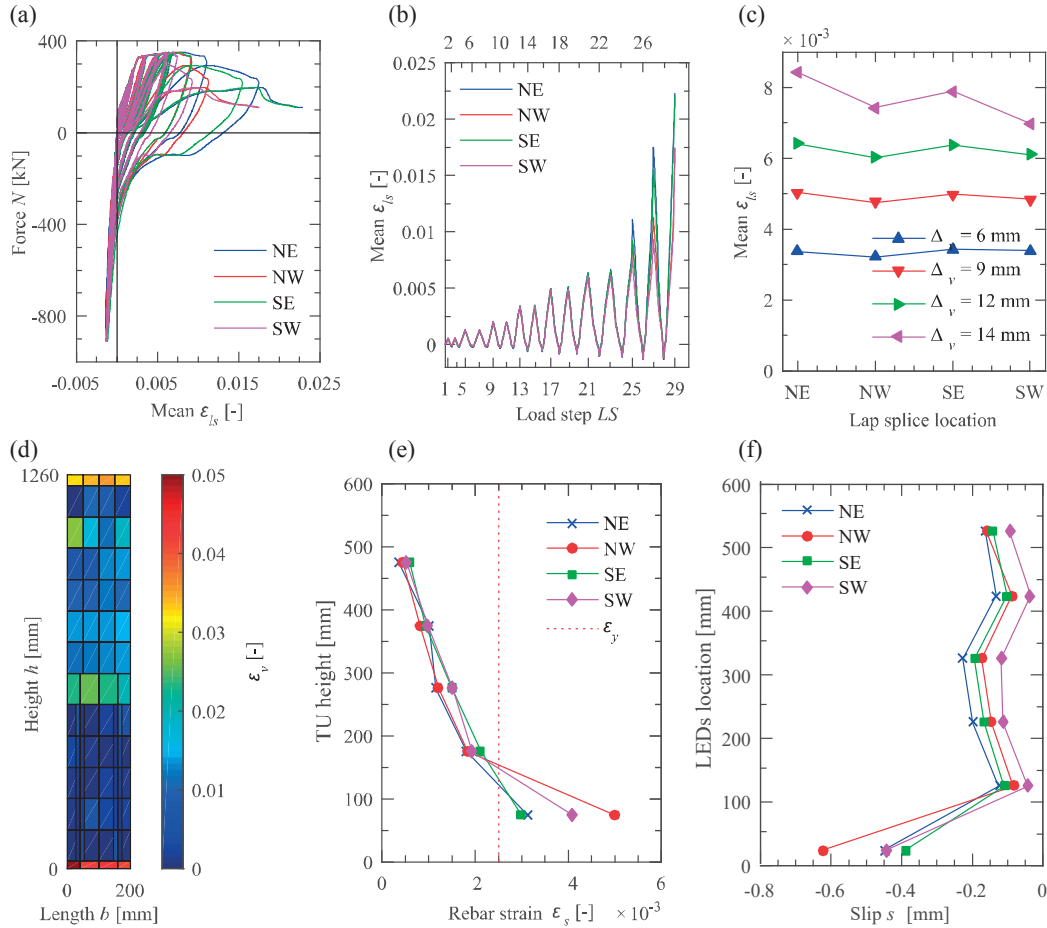 (a)
400
0
-400
-800
Force N [kN]
NE
NW
SE
SW
-0.005
0.005
0.015
0.025
Mean ε_ls [-]
(b)
2 6 10 14 18 22 26
0.025
0.02
0.015
0.01
0.005
0
Mean ε_ls [-]
NE
NW
SE
SW
1 5 9 13 17 21 25 29
Load step LS
(c)
× 10⁻³
8
6
4
2
0
Mean ε_ls [-]
Δ_v = 6 mm
Δ_v = 9 mm
Δ_v = 12 mm
Δ_v = 14 mm
NE NW SE SW
Lap splice location
(d)
1260
0
Height h [mm]
0 200
Length b [mm]
0.05
0.04
0.03
0.02
0.01
0
ε_v [-]
(e)
600
500
400
300
200
100
0
TU height [mm]
NE
NW
SE
SW
ε_y
0 2 4 6
Rebar strain ε_s [-] × 10⁻³
(f)
600
500
400
300
200
100
0
LEDs location [mm]
NE
NW
SE
SW
-0.8 -0.6 -0.4 -0.2 0
Slip s [mm]